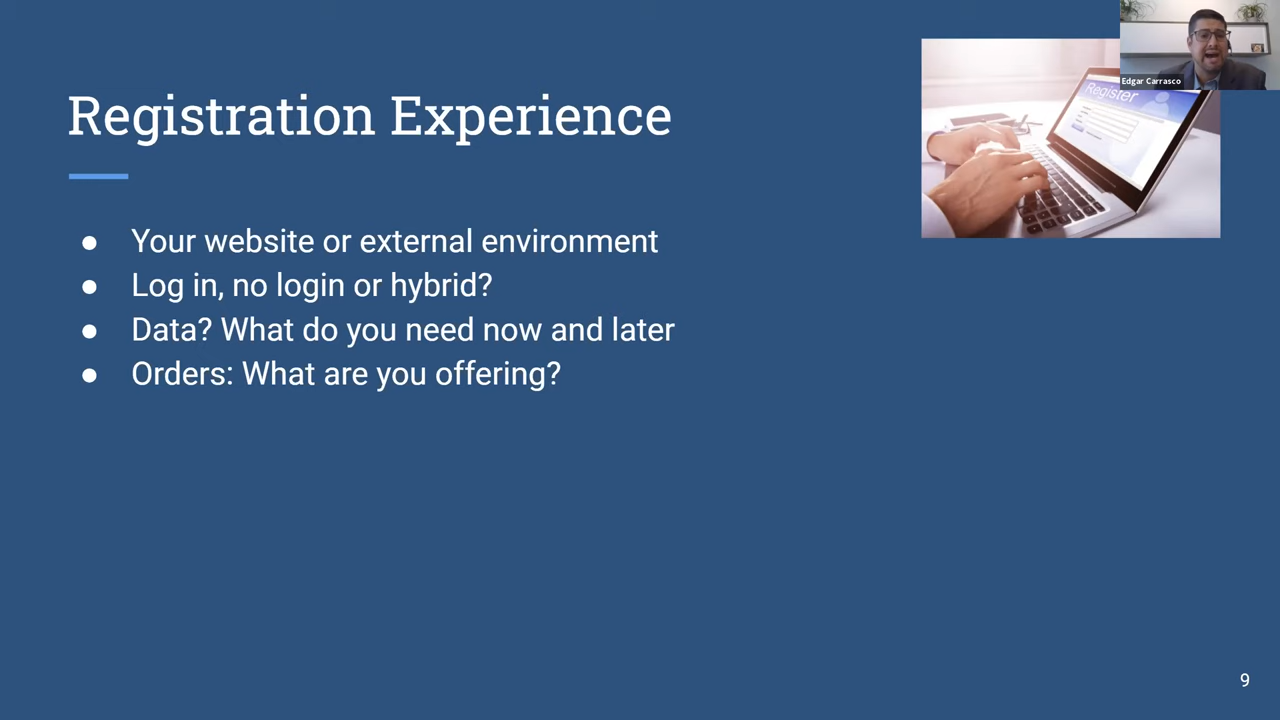 Edgar Carrasco
Register
Registration Experience
● Your website or external environment
● Log in, no login or hybrid?
● Data? What do you need now and later
● Orders: What are you offering?
9